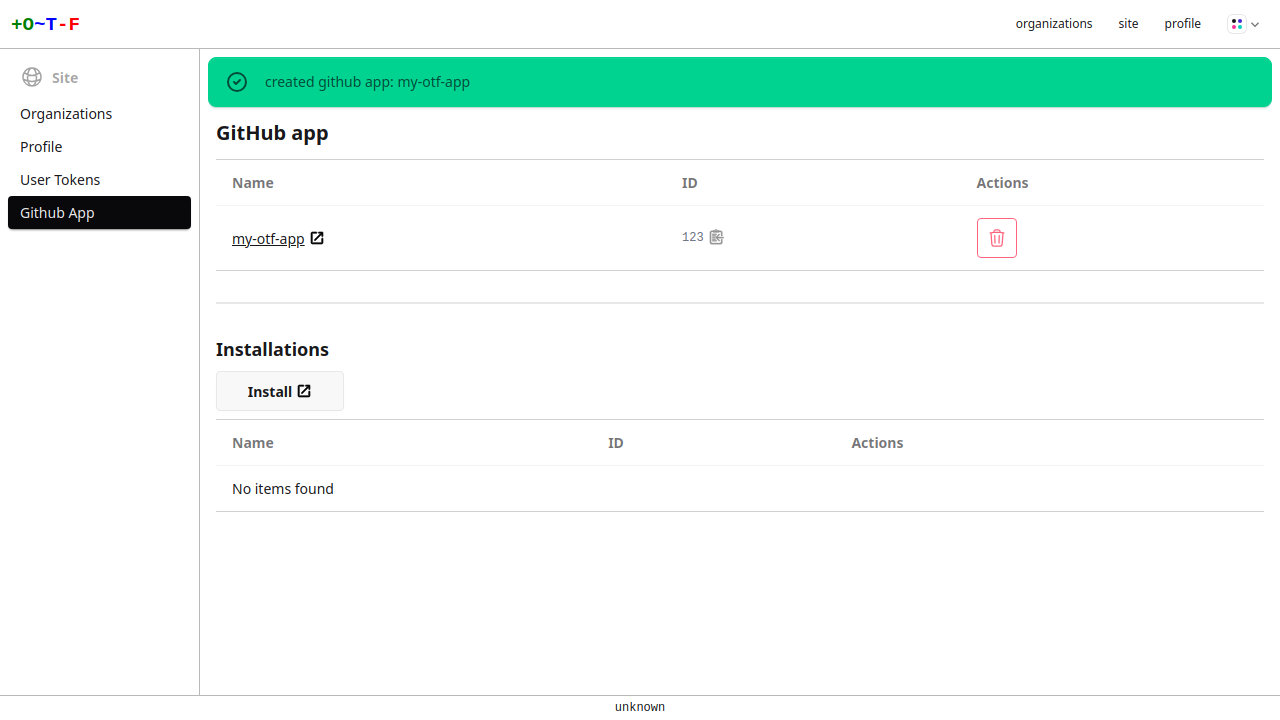 +O~T-F
organizations site profile
Site
Organizations
Profile
User Tokens
Github App
created github app: my-otf-app
GitHub app
Name ID Actions
my-otf-app 123
Installations
Install
Name ID Actions
No items found
unknown